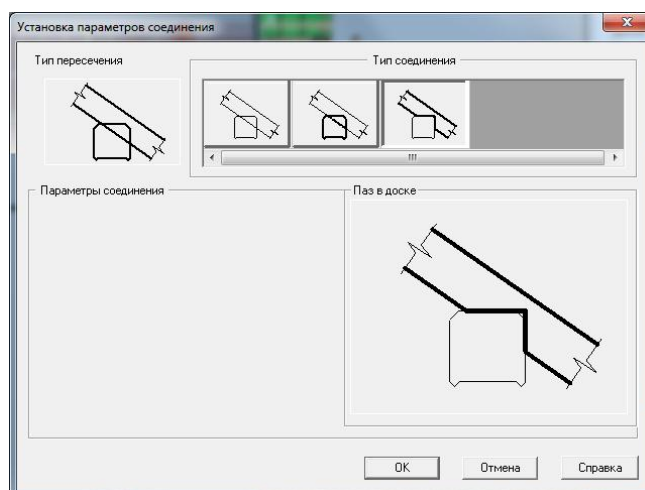 Установка параметров соединения
Тип пересечения
Тип соединения
Параметры соединения
Паз в доске
OK
Отмена
Справка